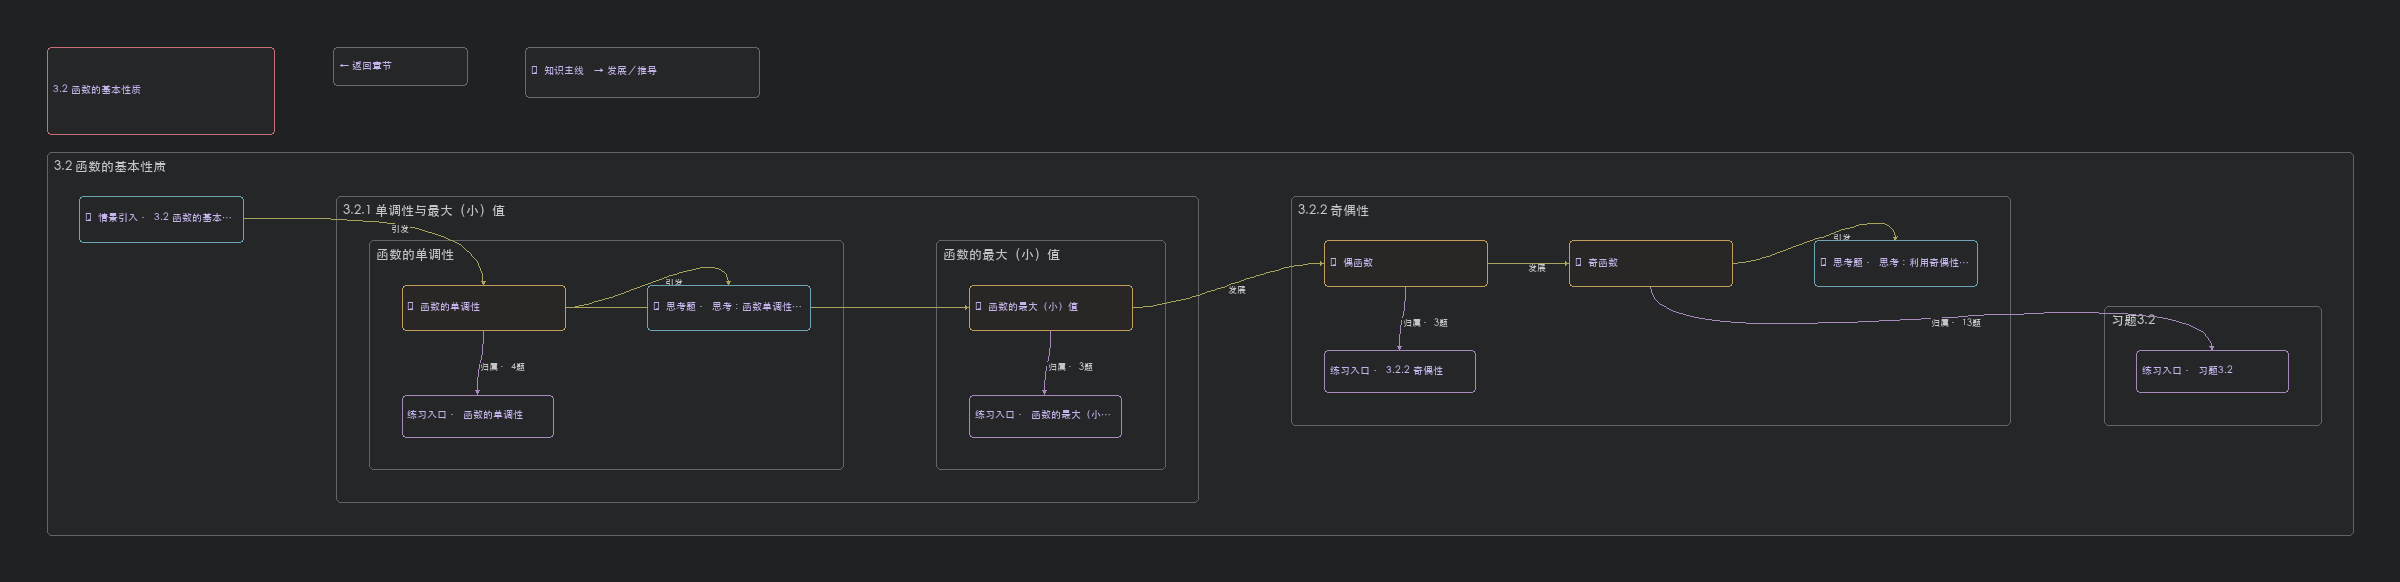 3.2 函数的基本性质
← 返回章节
知识主线 → 发展／推导
3.2 函数的基本性质
情景引入 · 3.2 函数的基本…
引发
3.2.1 单调性与最大（小）值
函数的单调性
函数的单调性
引发
思考题 · 思考：函数单调性…
归属 · 4题
练习入口 · 函数的单调性
函数的最大（小）值
函数的最大（小）值
归属 · 3题
练习入口 · 函数的最大（小…
发展
3.2.2 奇偶性
偶函数
发展
奇函数
引发
思考题 · 思考：利用奇偶性…
归属 · 3题
练习入口 · 3.2.2 奇偶性
归属 · 13题
习题3.2
练习入口 · 习题3.2